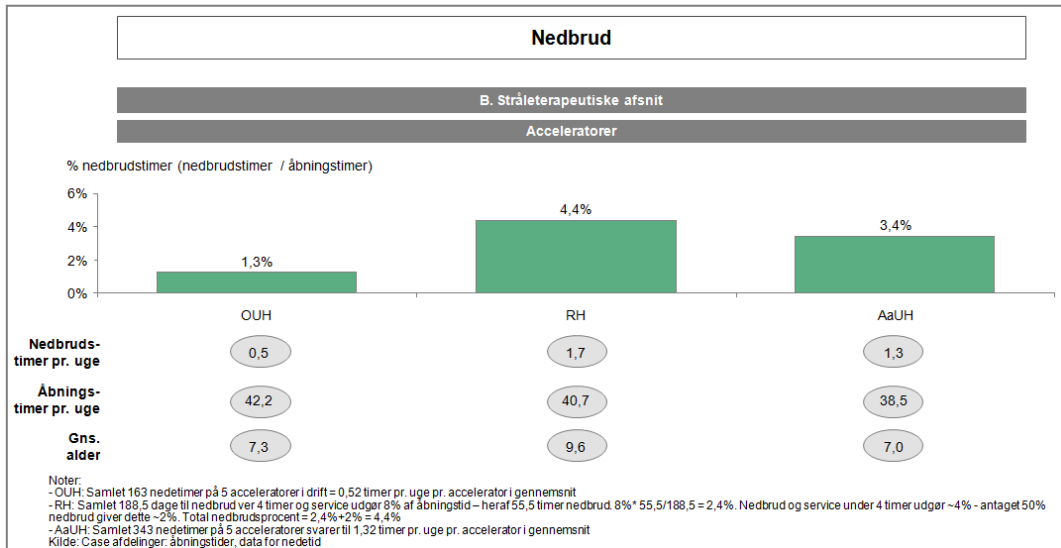 Nedbrud
B. Stråleterapeutiske afsnit
Acceleratorer
% nedbrudstimer (nedbrudstimer / åbningstimer)
6%
4%
2%
0%
1,3%
4,4%
3,4%
OUH
RH
AaUH
Nedbruds-
timer pr. uge
0,5
1,7
1,3
Åbnings-
timer pr. uge
42,2
40,7
38,5
Gns.
alder
7,3
9,6
7,0
Noter:
- OUH: Samlet 163 nedetimer på 5 acceleratorer i drift = 0,52 timer pr. uge pr. accelerator i gennemsnit
- RH: Samlet 188,5 dage til nedbrud ver 4 timer og service udgør 8% af åbningstid – heraf 55,5 timer nedbrud. 8%* 55,5/188,5 = 2,4%. Nedbrud og service under 4 timer udgør ~4% - antaget 50%
nedbrud giver dette ~2%. Total nedbrudsprocent = 2,4%+2% = 4,4%
- AaUH: Samlet 343 nedetimer på 5 acceleratorer svarer til 1,32 timer pr. uge pr. accelerator i gennemsnit
Kilde: Case afdelinger: åbningstider, data for nedetid